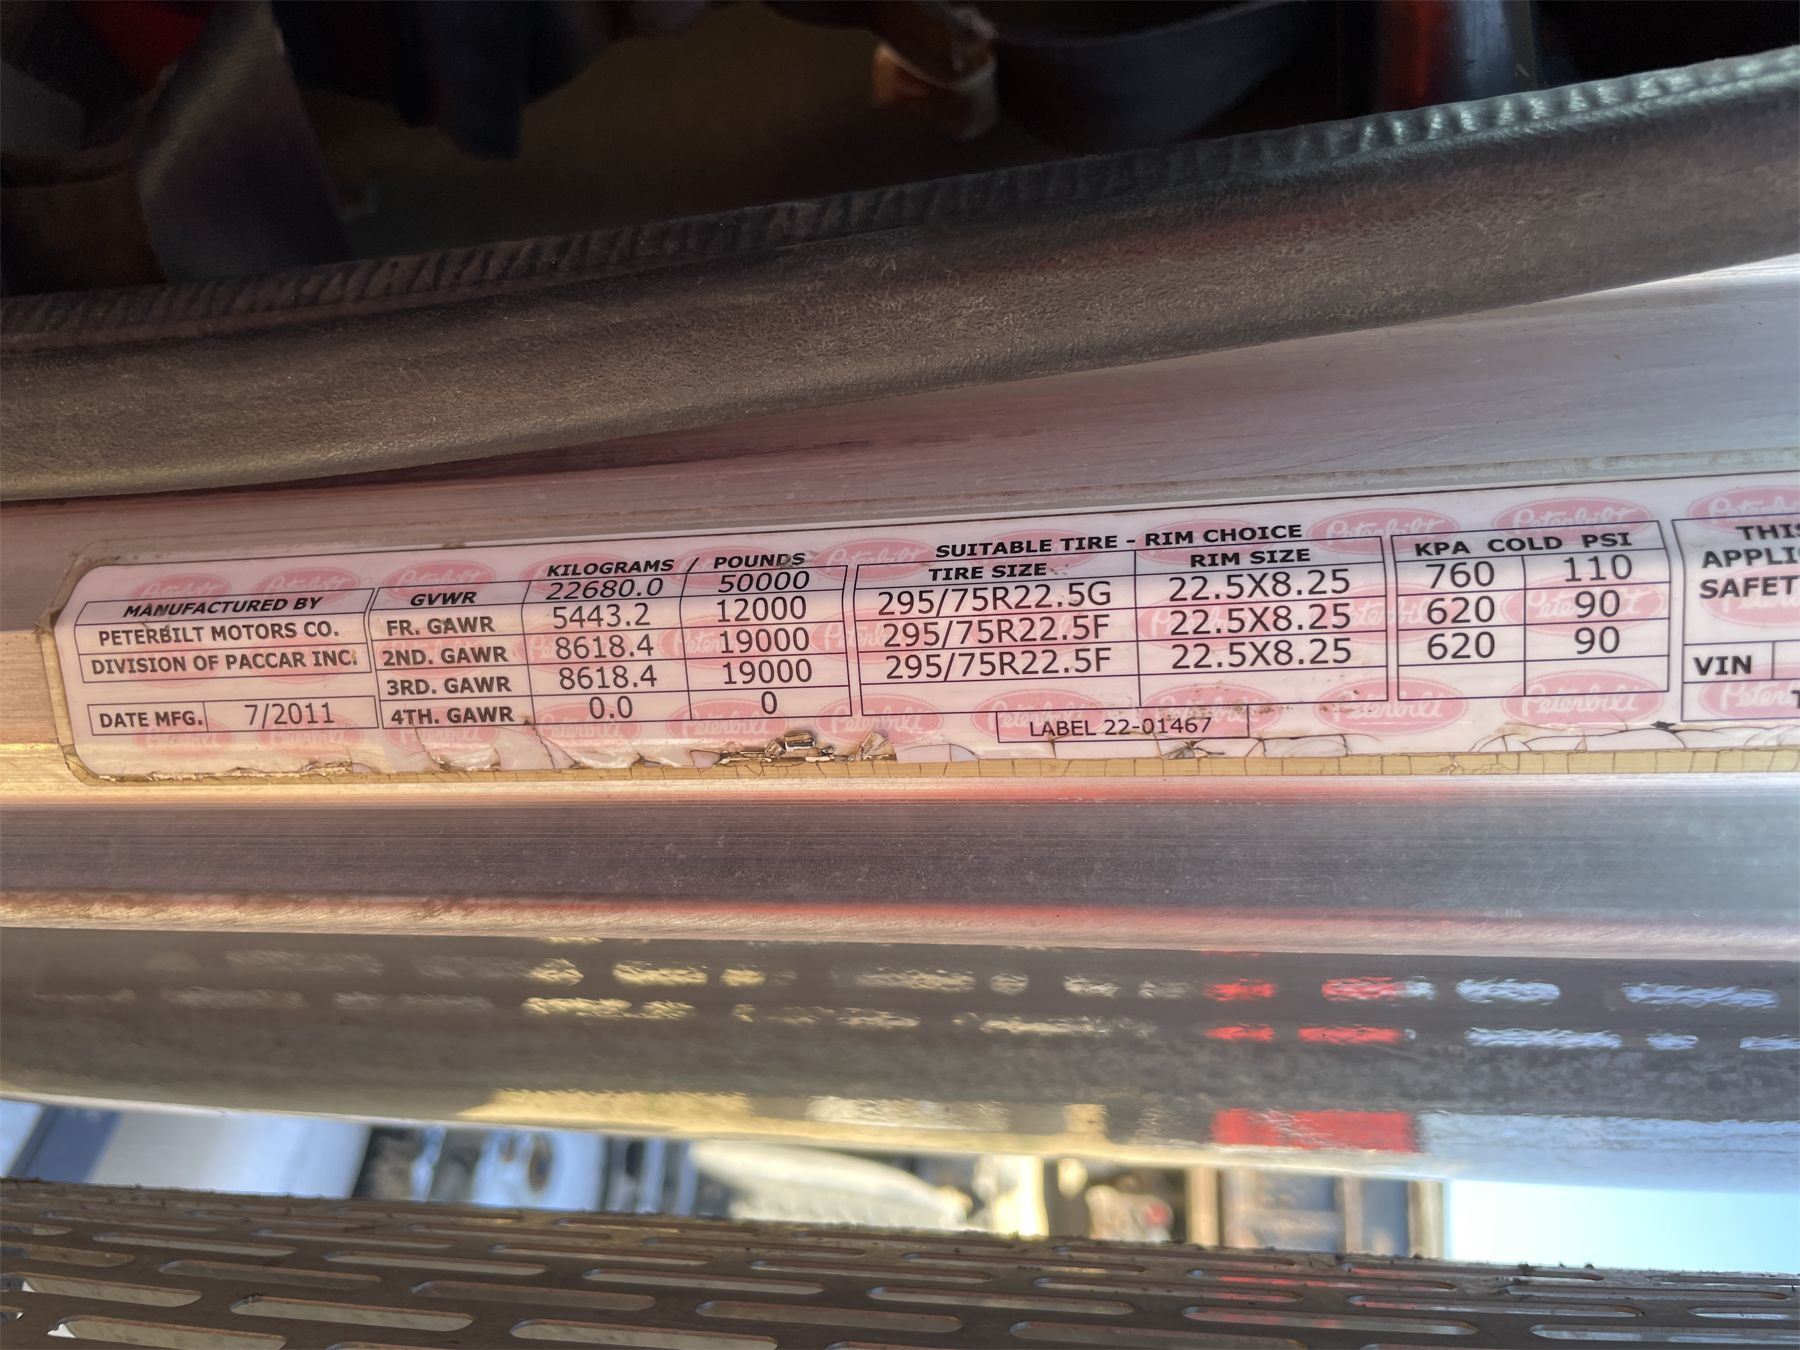 MANUFACTURED BY
PETERBILT MOTORS CO.
DIVISION OF PACCAR INC.
DATE MFG. 7/2011
KILOGRAMS / POUNDS
GVWR 22680.0 50000
FR. GAWR 5443.2 12000
2ND. GAWR 8618.4 19000
3RD. GAWR 8618.4 19000
4TH. GAWR 0.0 0
SUITABLE TIRE - RIM CHOICE
TIRE SIZE RIM SIZE KPA COLD PSI
295/75R22.5G 22.5X8.25 760 110
295/75R22.5F 22.5X8.25 620 90
295/75R22.5F 22.5X8.25 620 90
LABEL 22-01467
THIS
APPLI
SAFET
VIN
Peterbilt